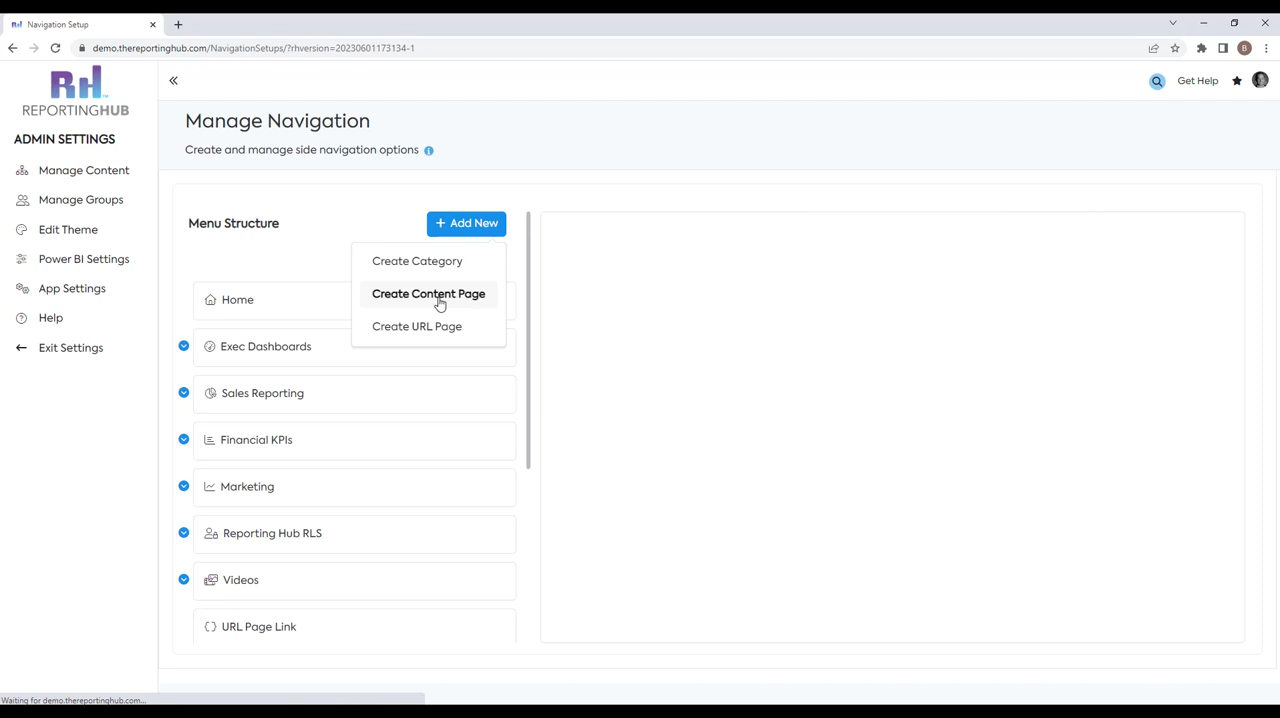 RH Navigation Setup
demo.thereportinghub.com/NavigationSetups/?rhversion=20230601173134-1
B
RH
REPORTINGHUB
Get Help
ADMIN SETTINGS
Manage Content
Manage Groups
Edit Theme
Power BI Settings
App Settings
Help
Exit Settings
Manage Navigation
Create and manage side navigation options
Menu Structure
+ Add New
Create Category
Create Content Page
Create URL Page
Home
Exec Dashboards
Sales Reporting
Financial KPIs
Marketing
Reporting Hub RLS
Videos
URL Page Link
Waiting for demo.thereportinghub.com...